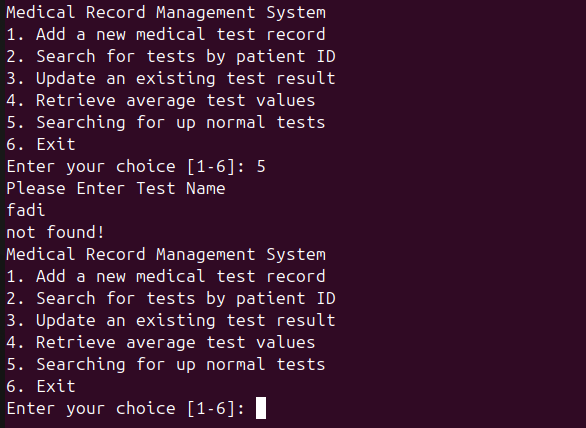 Medical Record Management System
1. Add a new medical test record
2. Search for tests by patient ID
3. Update an existing test result
4. Retrieve average test values
5. Searching for up normal tests
6. Exit
Enter your choice [1-6]: 5
Please Enter Test Name
fadi
not found!
Medical Record Management System
1. Add a new medical test record
2. Search for tests by patient ID
3. Update an existing test result
4. Retrieve average test values
5. Searching for up normal tests
6. Exit
Enter your choice [1-6]: